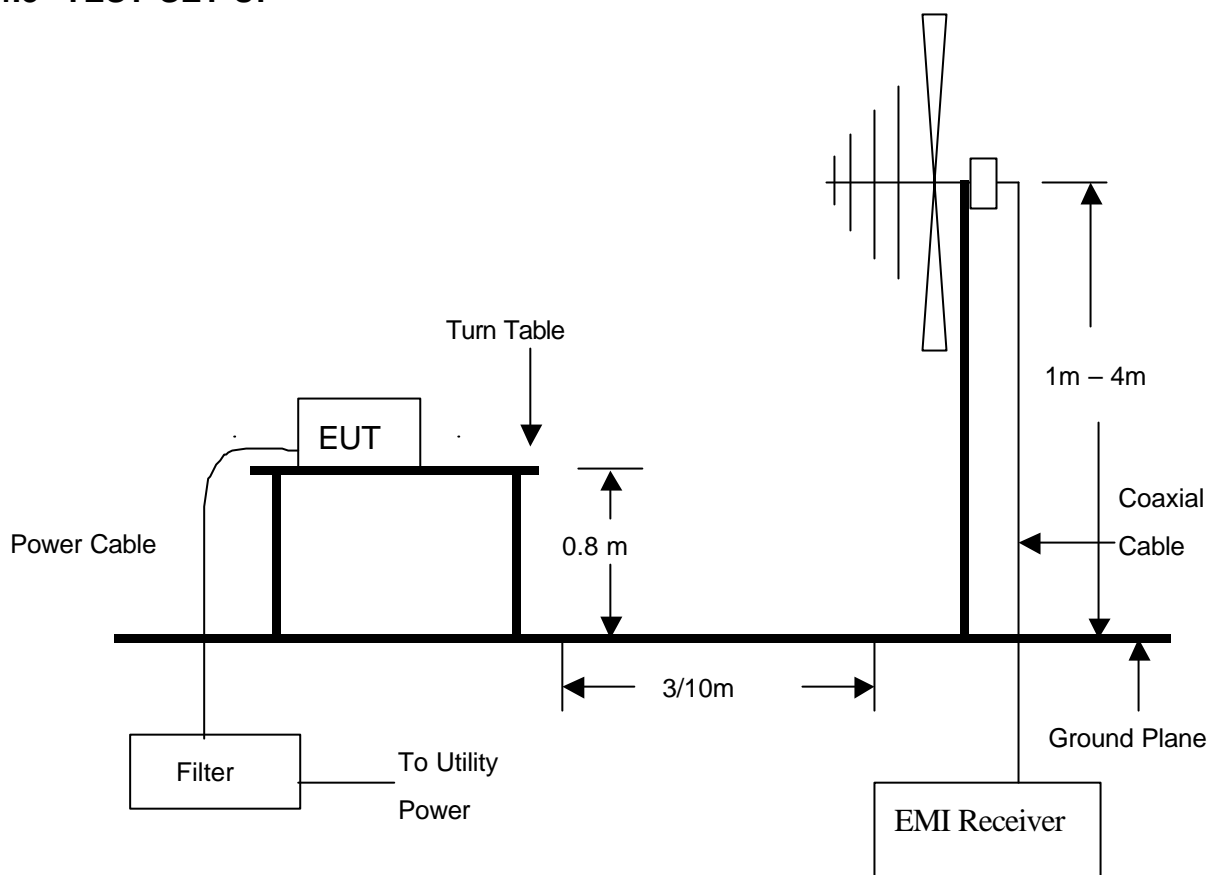 Turn Table
1m – 4m
EUT
Coaxial
Cable
Power Cable
0.8 m
3/10m
Ground Plane
Filter
To Utility
Power
EMI Receiver